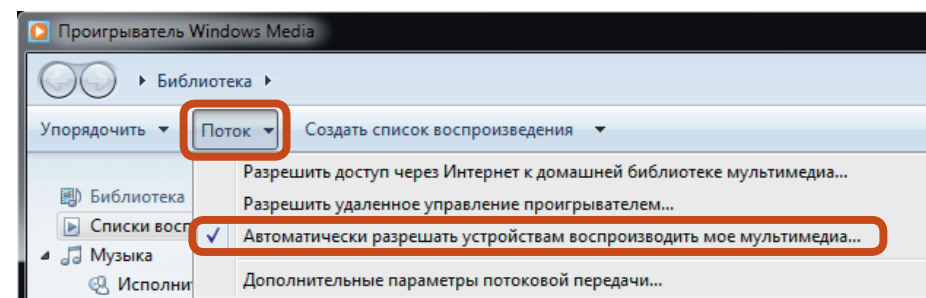 Проигрыватель Windows Media
Библиотека
Упорядочить Поток Создать список воспроизведения
Разрешить доступ через Интернет к домашней библиотеке мультимедиа...
Библиотека
Разрешить удаленное управление проигрывателем...
Списки восп
Автоматически разрешать устройствам воспроизводить мое мультимедиа...
Музыка
Исполни
Дополнительные параметры потоковой передачи...